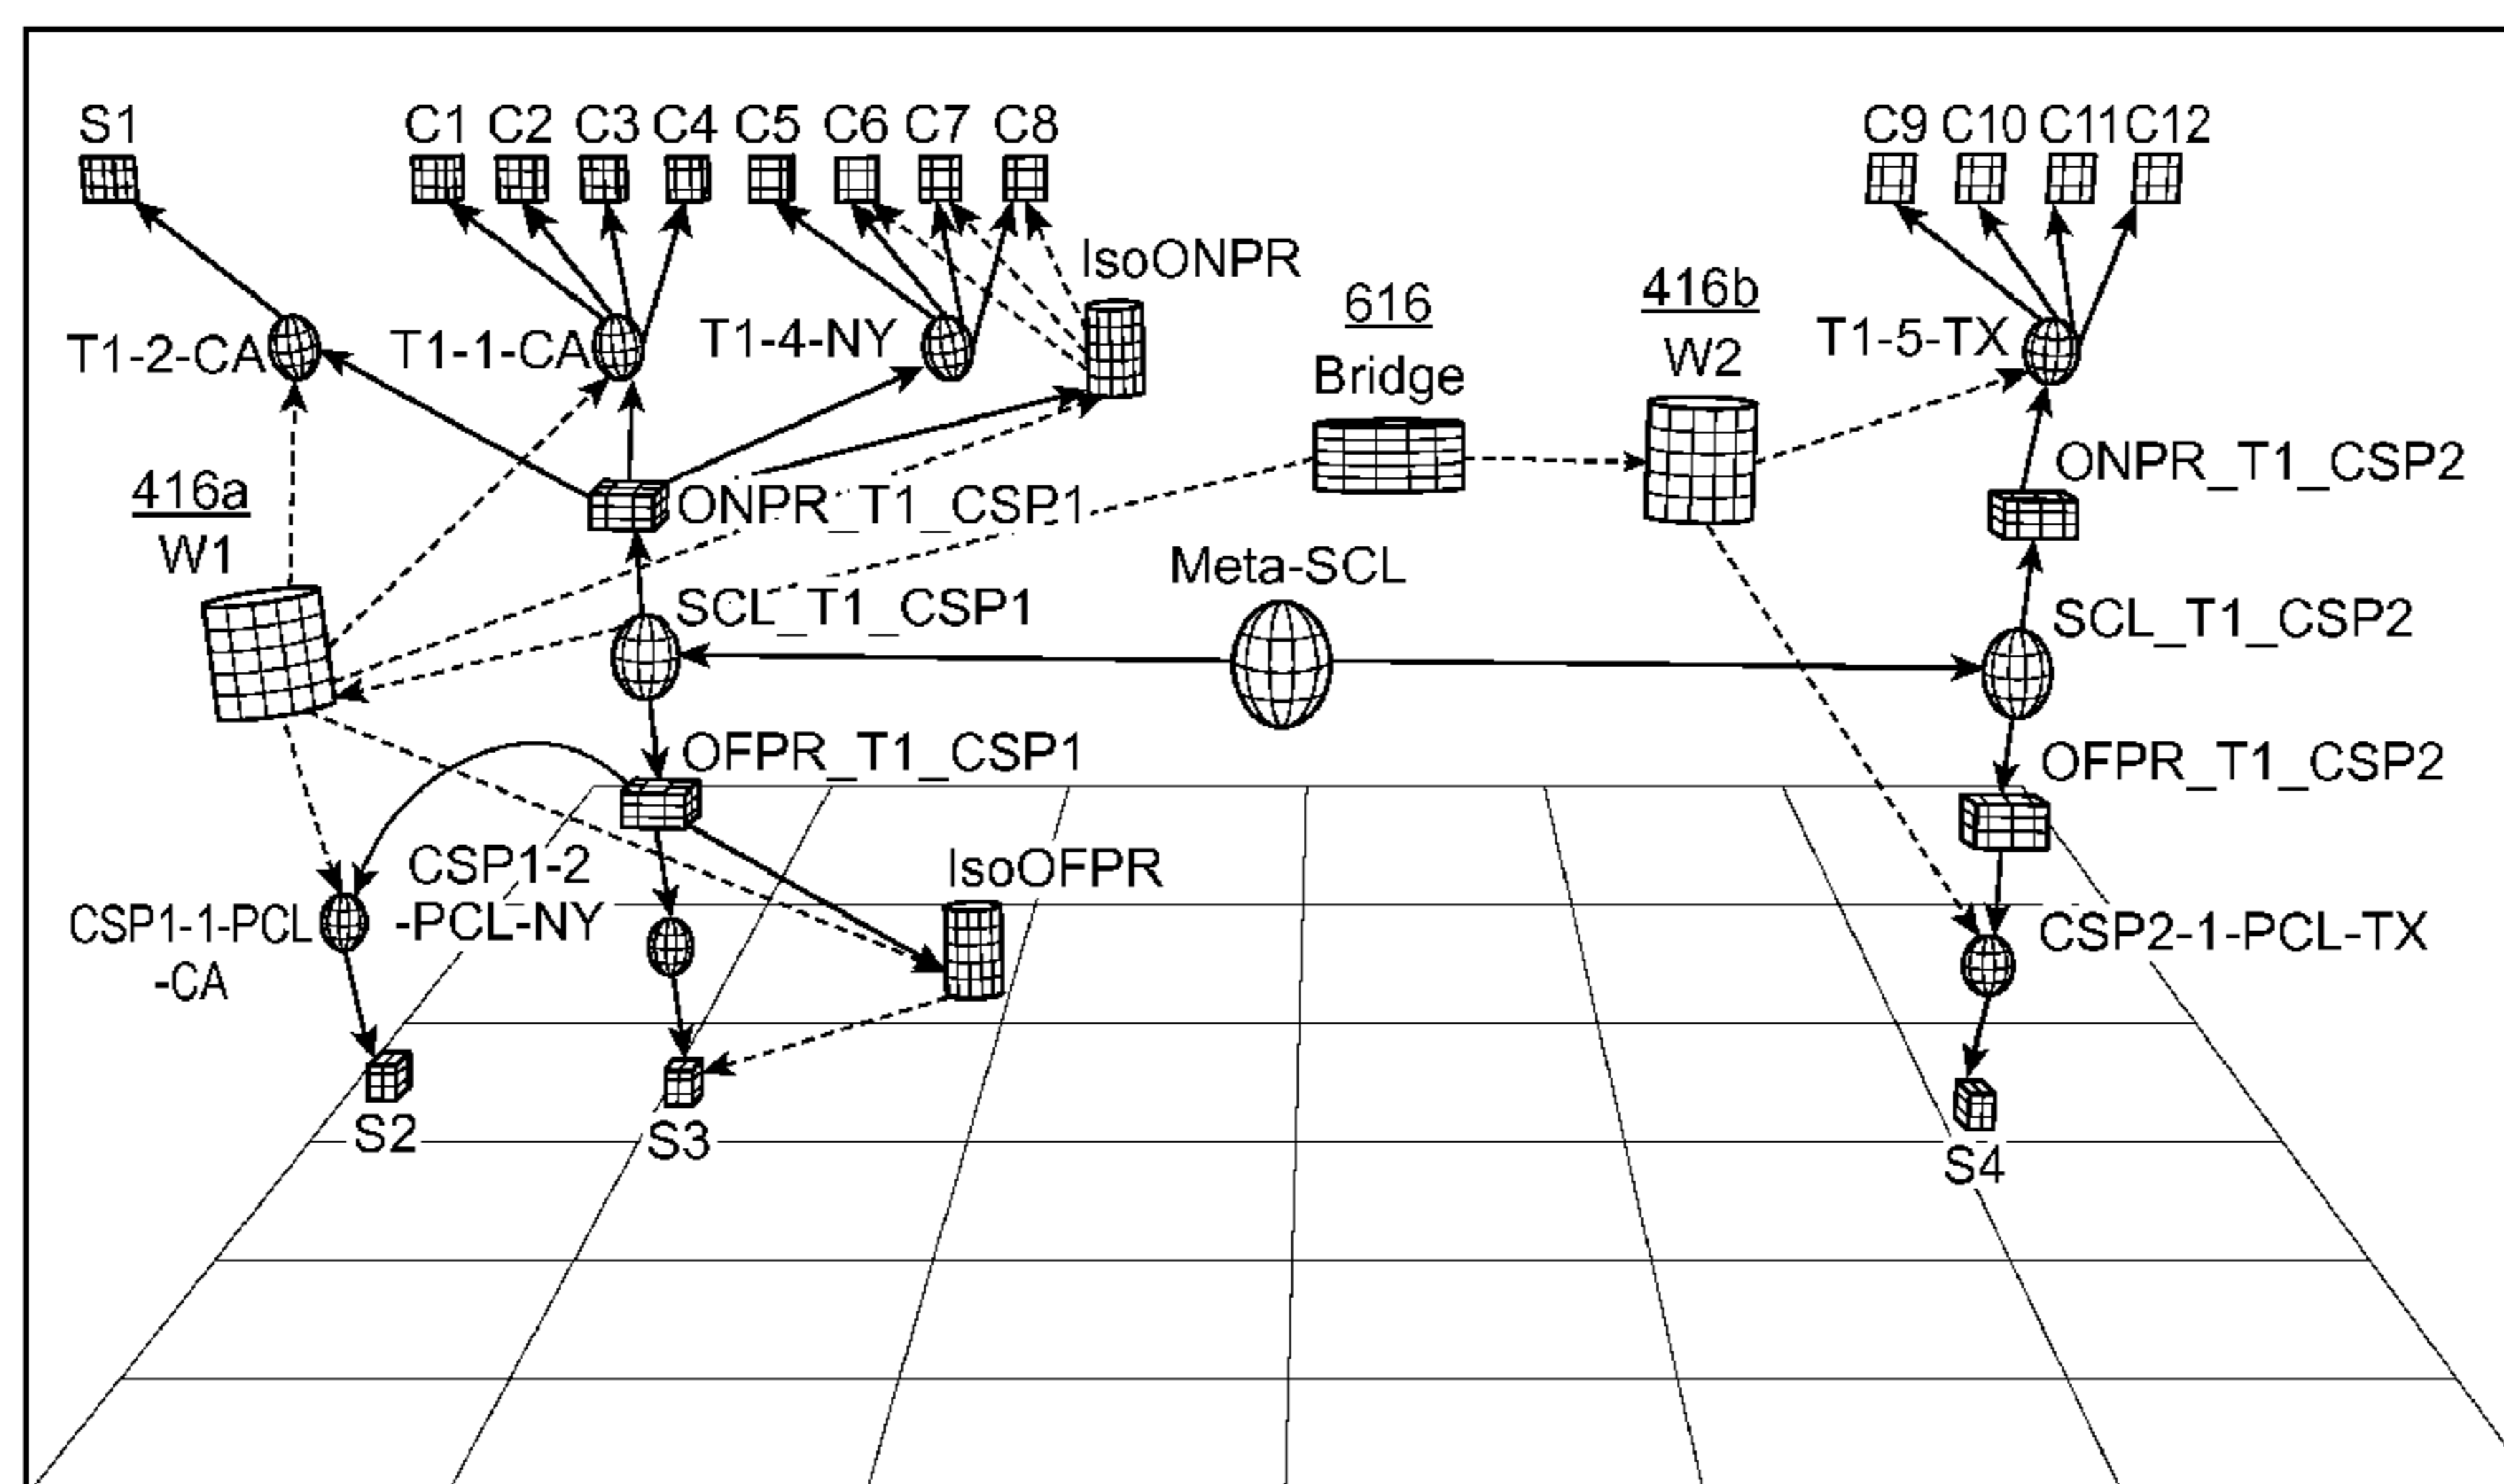 S1
C1 C2 C3 C4 C5 C6 C7 C8
C9 C10 C11 C12
IsoONPR
616
Bridge
416b
W2
T1-2-CA
T1-1-CA
T1-4-NY
T1-5-TX
416a
W1
ONPR_T1_CSP1
ONPR_T1_CSP2
Meta-SCL
SCL_T1_CSP1
SCL_T1_CSP2
OFPR_T1_CSP1
OFPR_T1_CSP2
CSP1-1-PCL
-CA
CSP1-2
-PCL-NY
IsoOFPR
CSP2-1-PCL-TX
S2
S3
S4